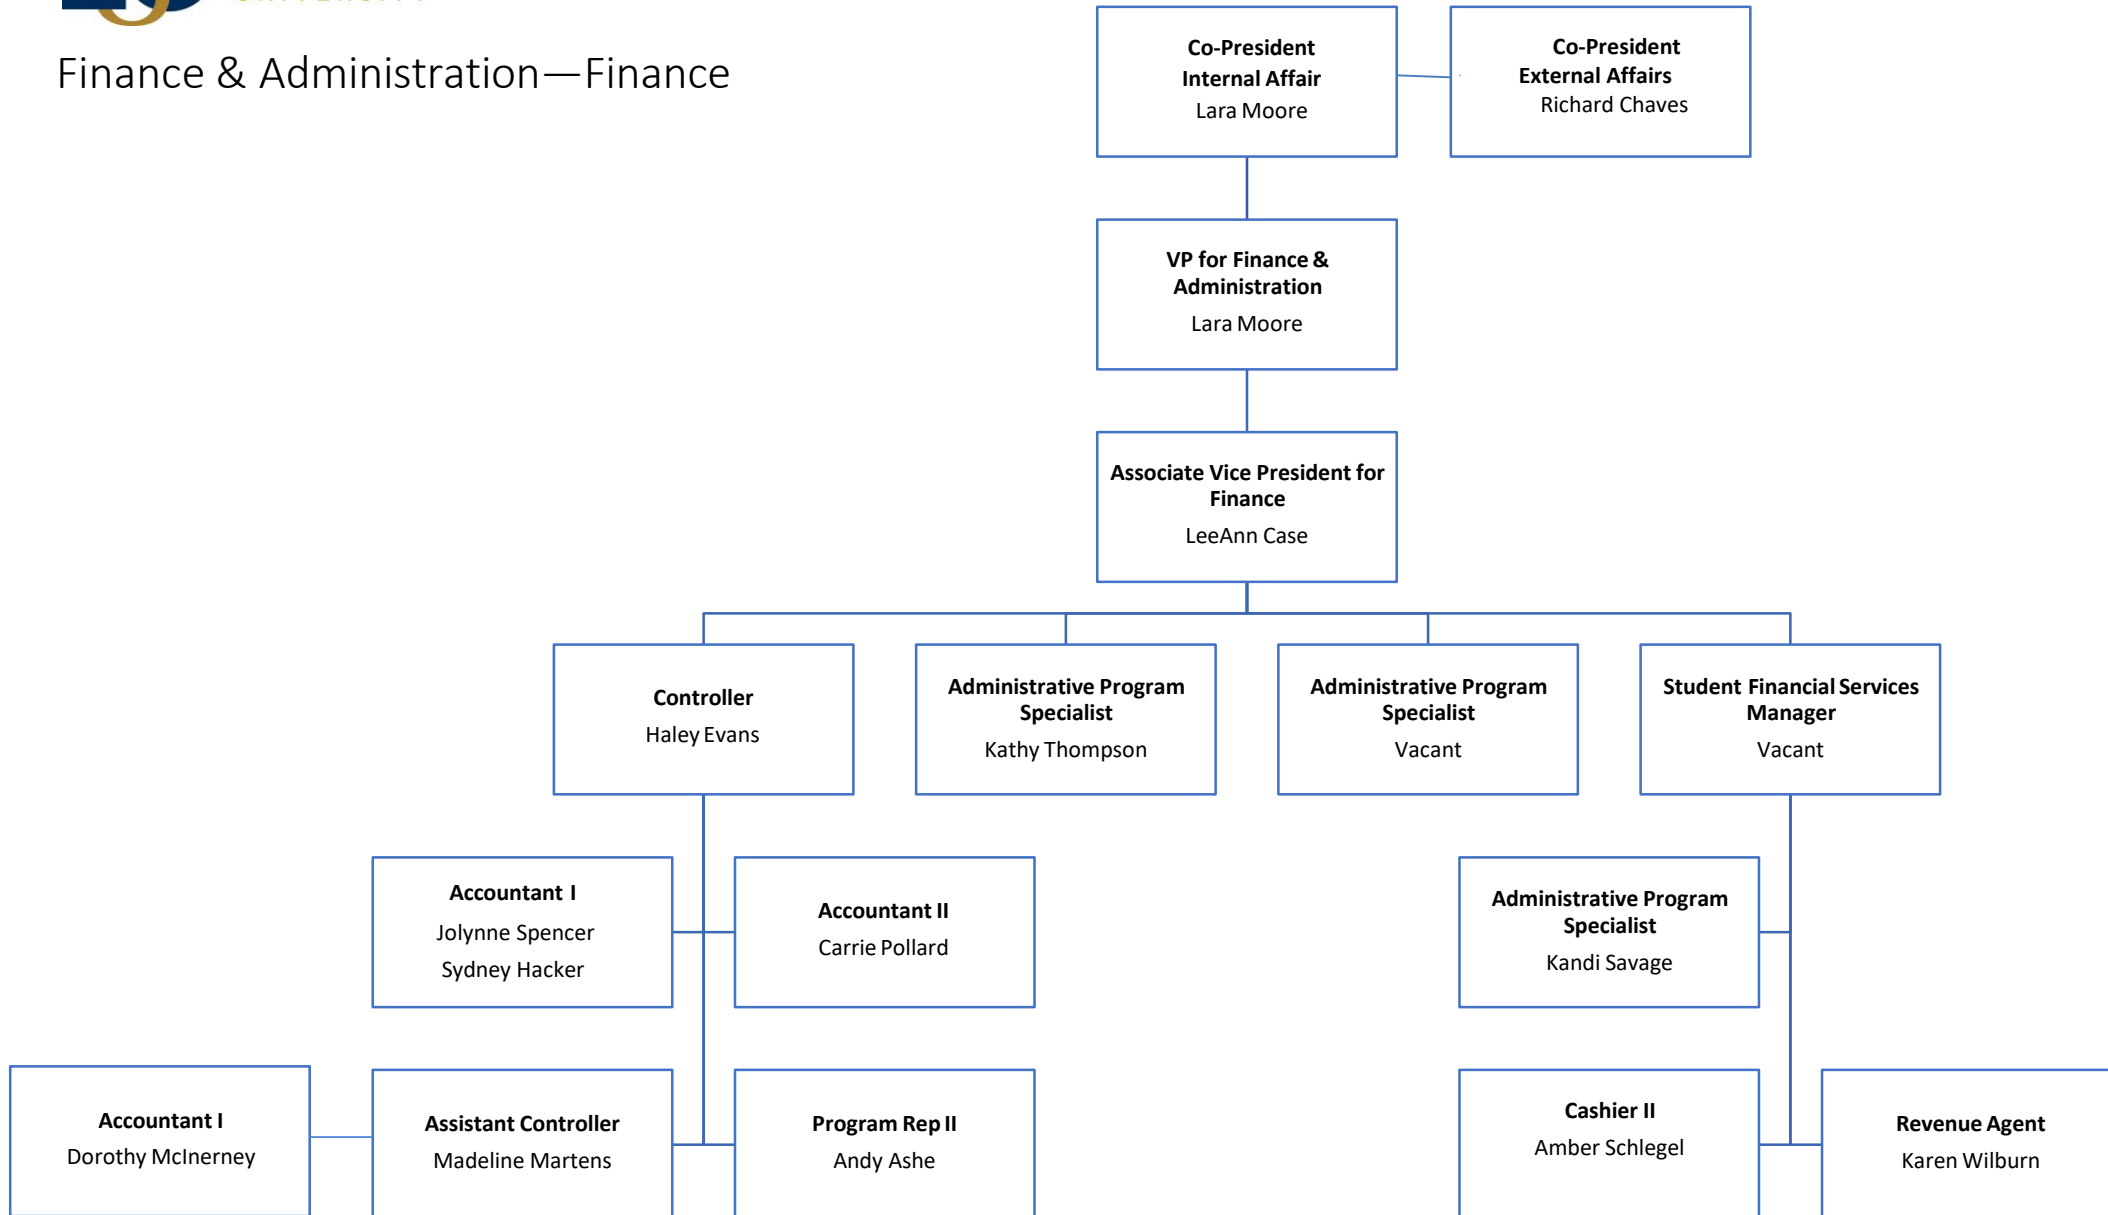 Finance & Administration—Finance
Co-President
Internal Affair
Lara Moore
Co-President
External Affairs
Richard Chaves
VP for Finance &
Administration
Lara Moore
Associate Vice President for
Finance
LeeAnn Case
Controller
Haley Evans
Administrative Program
Specialist
Kathy Thompson
Administrative Program
Specialist
Vacant
Student Financial Services
Manager
Vacant
Accountant I
Jolynne Spencer
Sydney Hacker
Accountant II
Carrie Pollard
Administrative Program
Specialist
Kandi Savage
Accountant I
Dorothy McInerney
Assistant Controller
Madeline Martens
Program Rep II
Andy Ashe
Cashier II
Amber Schlegel
Revenue Agent
Karen Wilburn